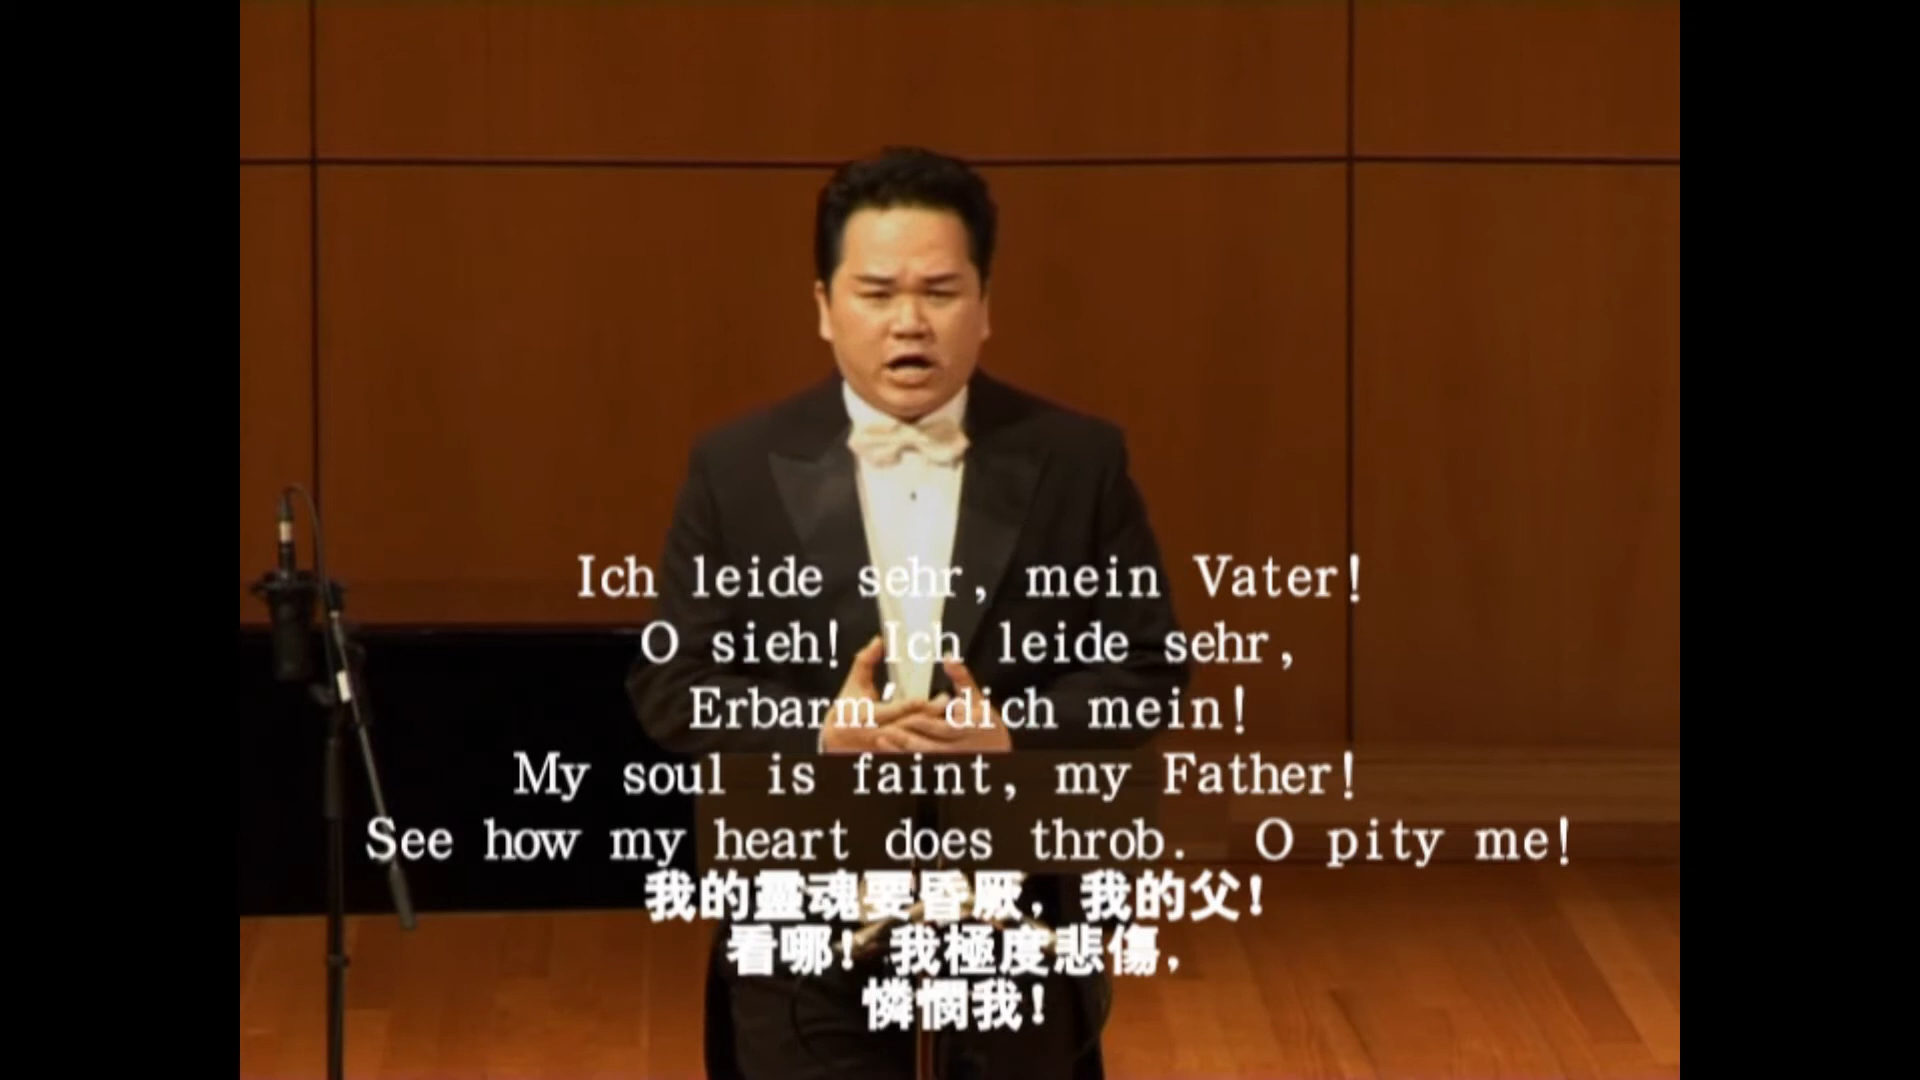 Ich leide sehr, mein Vater!
O sieh! Ich leide sehr,
Erbarm' dich mein!
My soul is faint, my Father!
See how my heart does throb. O pity me!
我的靈魂要昏厥，我的父！
看哪！我極度悲傷，
憐憫我！